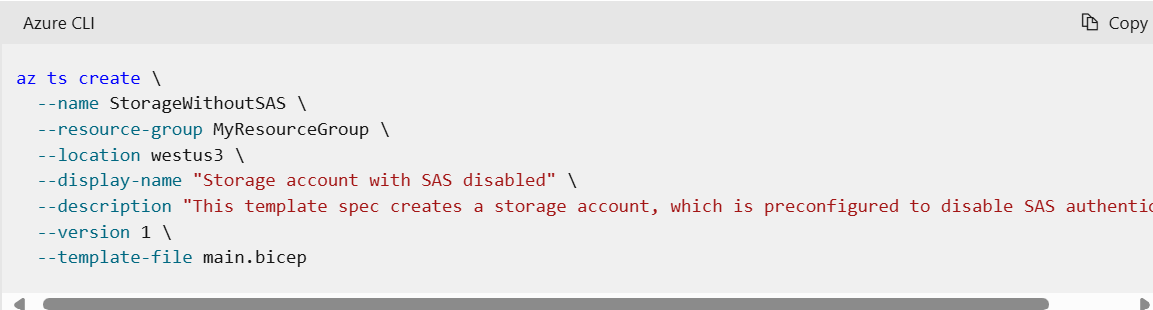 Azure CLI
Copy
az ts create \
--name StorageWithoutSAS \
--resource-group MyResourceGroup \
--location westus3 \
--display-name "Storage account with SAS disabled" \
--description "This template spec creates a storage account, which is preconfigured to disable SAS
--version 1 \
--template-file main.bicep